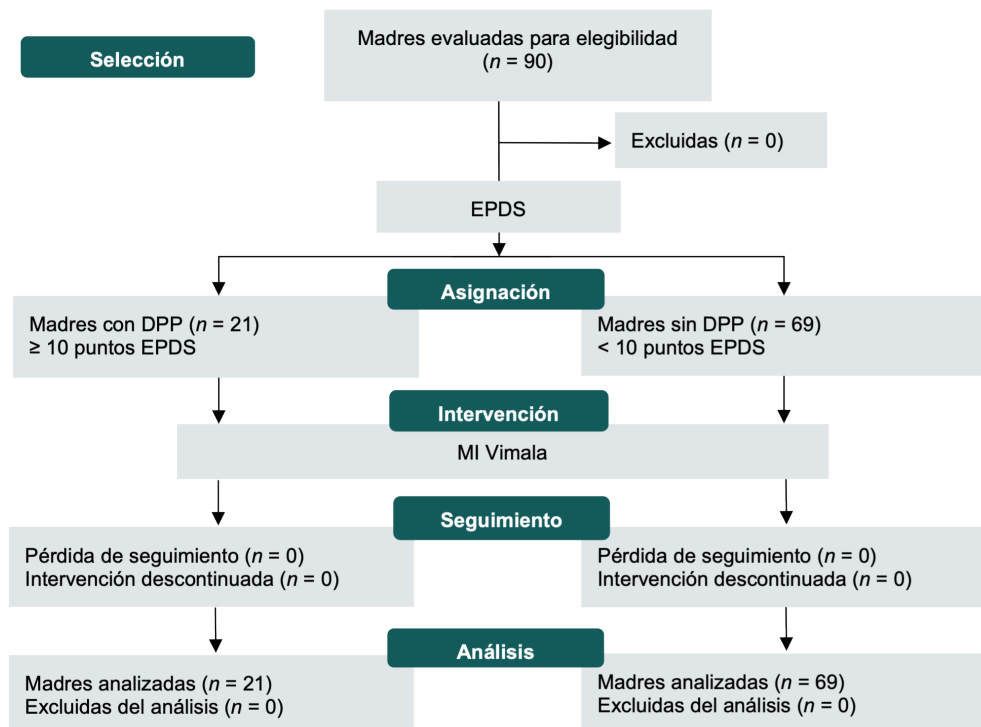 Selección
Madres evaluadas para elegibilidad
(n = 90)
Excluidas (n = 0)
EPDS
Asignación
Madres con DPP (n = 21)
≥ 10 puntos EPDS
Madres sin DPP (n = 69)
< 10 puntos EPDS
Intervención
MI Vimala
Seguimiento
Pérdida de seguimiento (n = 0)
Intervención descontinuada (n = 0)
Pérdida de seguimiento (n = 0)
Intervención descontinuada (n = 0)
Análisis
Madres analizadas (n = 21)
Excluidas del análisis (n = 0)
Madres analizadas (n = 69)
Excluidas del análisis (n = 0)